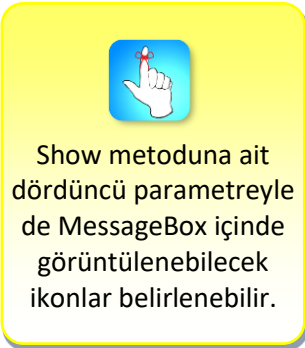 Show metoduna ait
dördüncü parametreyle
de MessageBox içinde
görüntülenebilecek
ikonlar belirlenebilir.